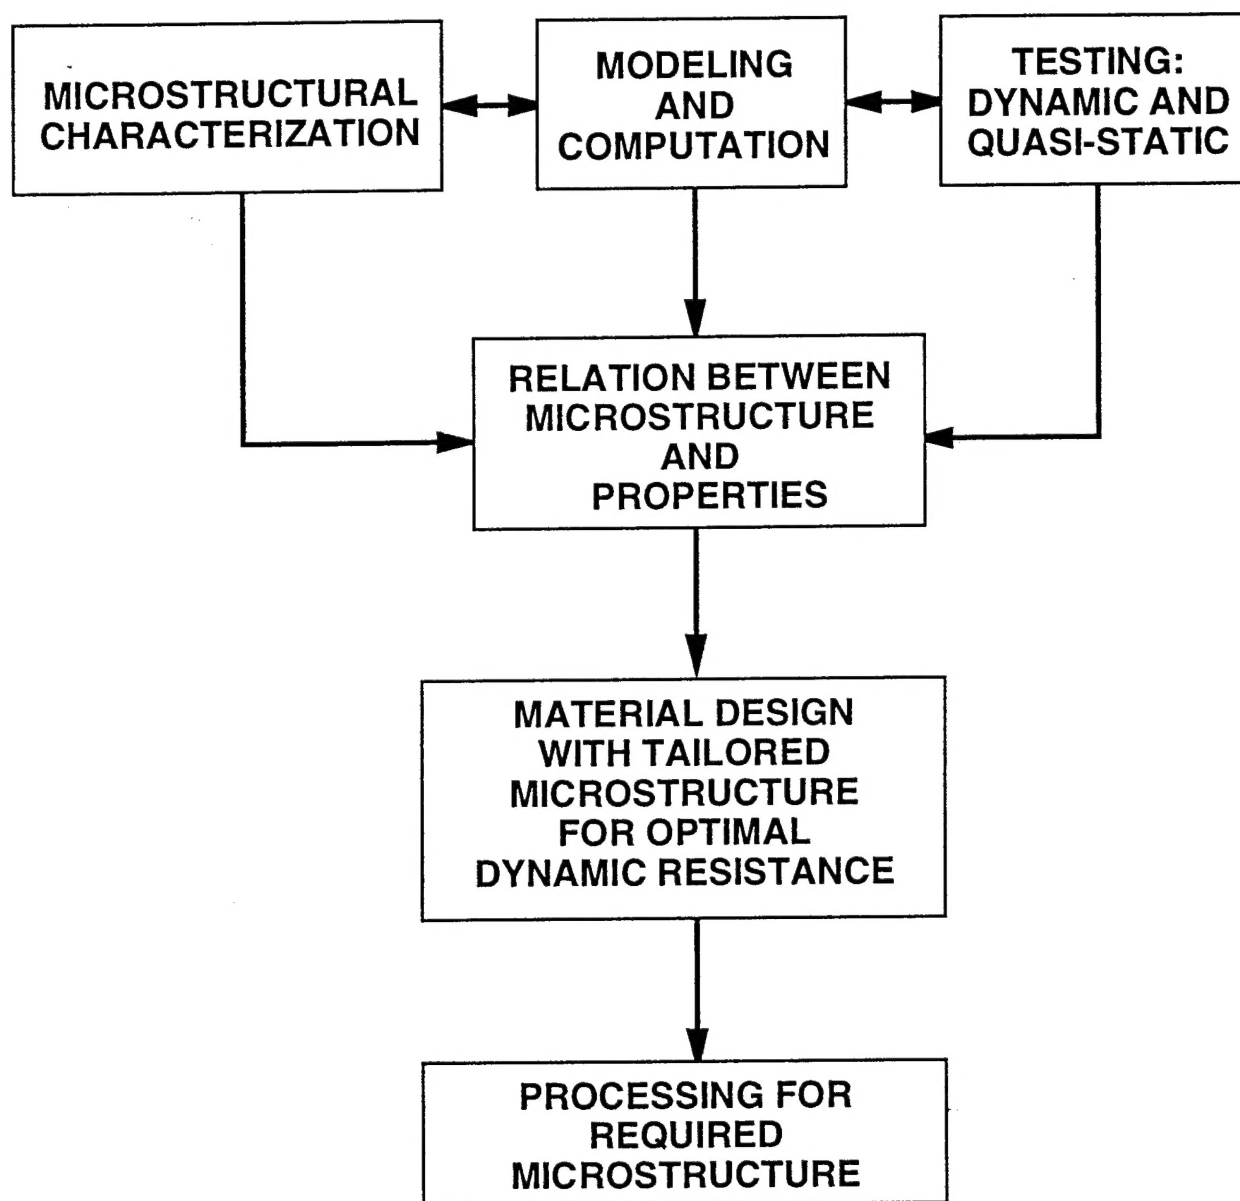 MICROSTRUCTURAL
CHARACTERIZATION
MODELING
AND
COMPUTATION
TESTING:
DYNAMIC AND
QUASI-STATIC
RELATION BETWEEN
MICROSTRUCTURE
AND
PROPERTIES
MATERIAL DESIGN
WITH TAILORED
MICROSTRUCTURE
FOR OPTIMAL
DYNAMIC RESISTANCE
PROCESSING FOR
REQUIRED
MICROSTRUCTURE